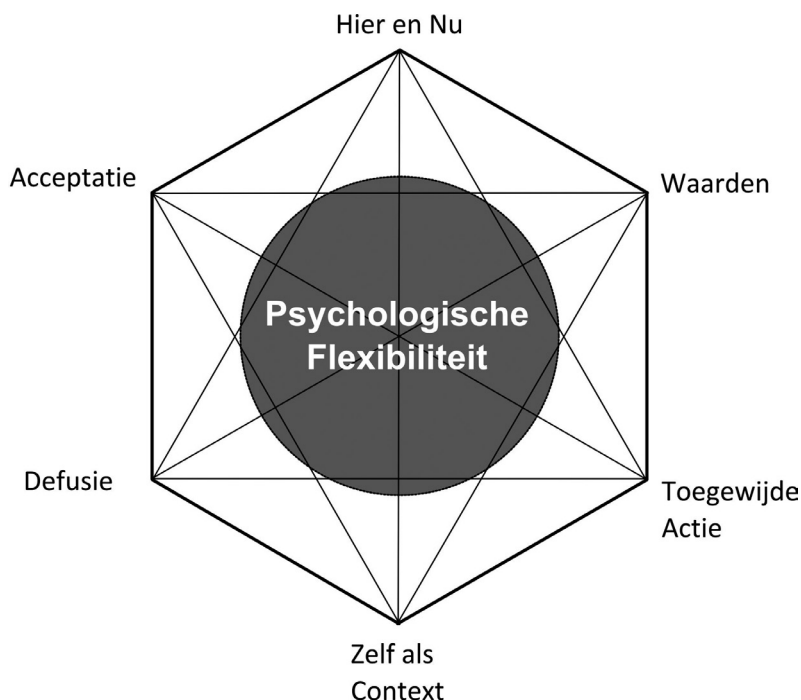 Hier en Nu
Acceptatie
Waarden
Psychologische
Flexibiliteit
Defusie
Toegewijde
Actie
Zelf als
Context